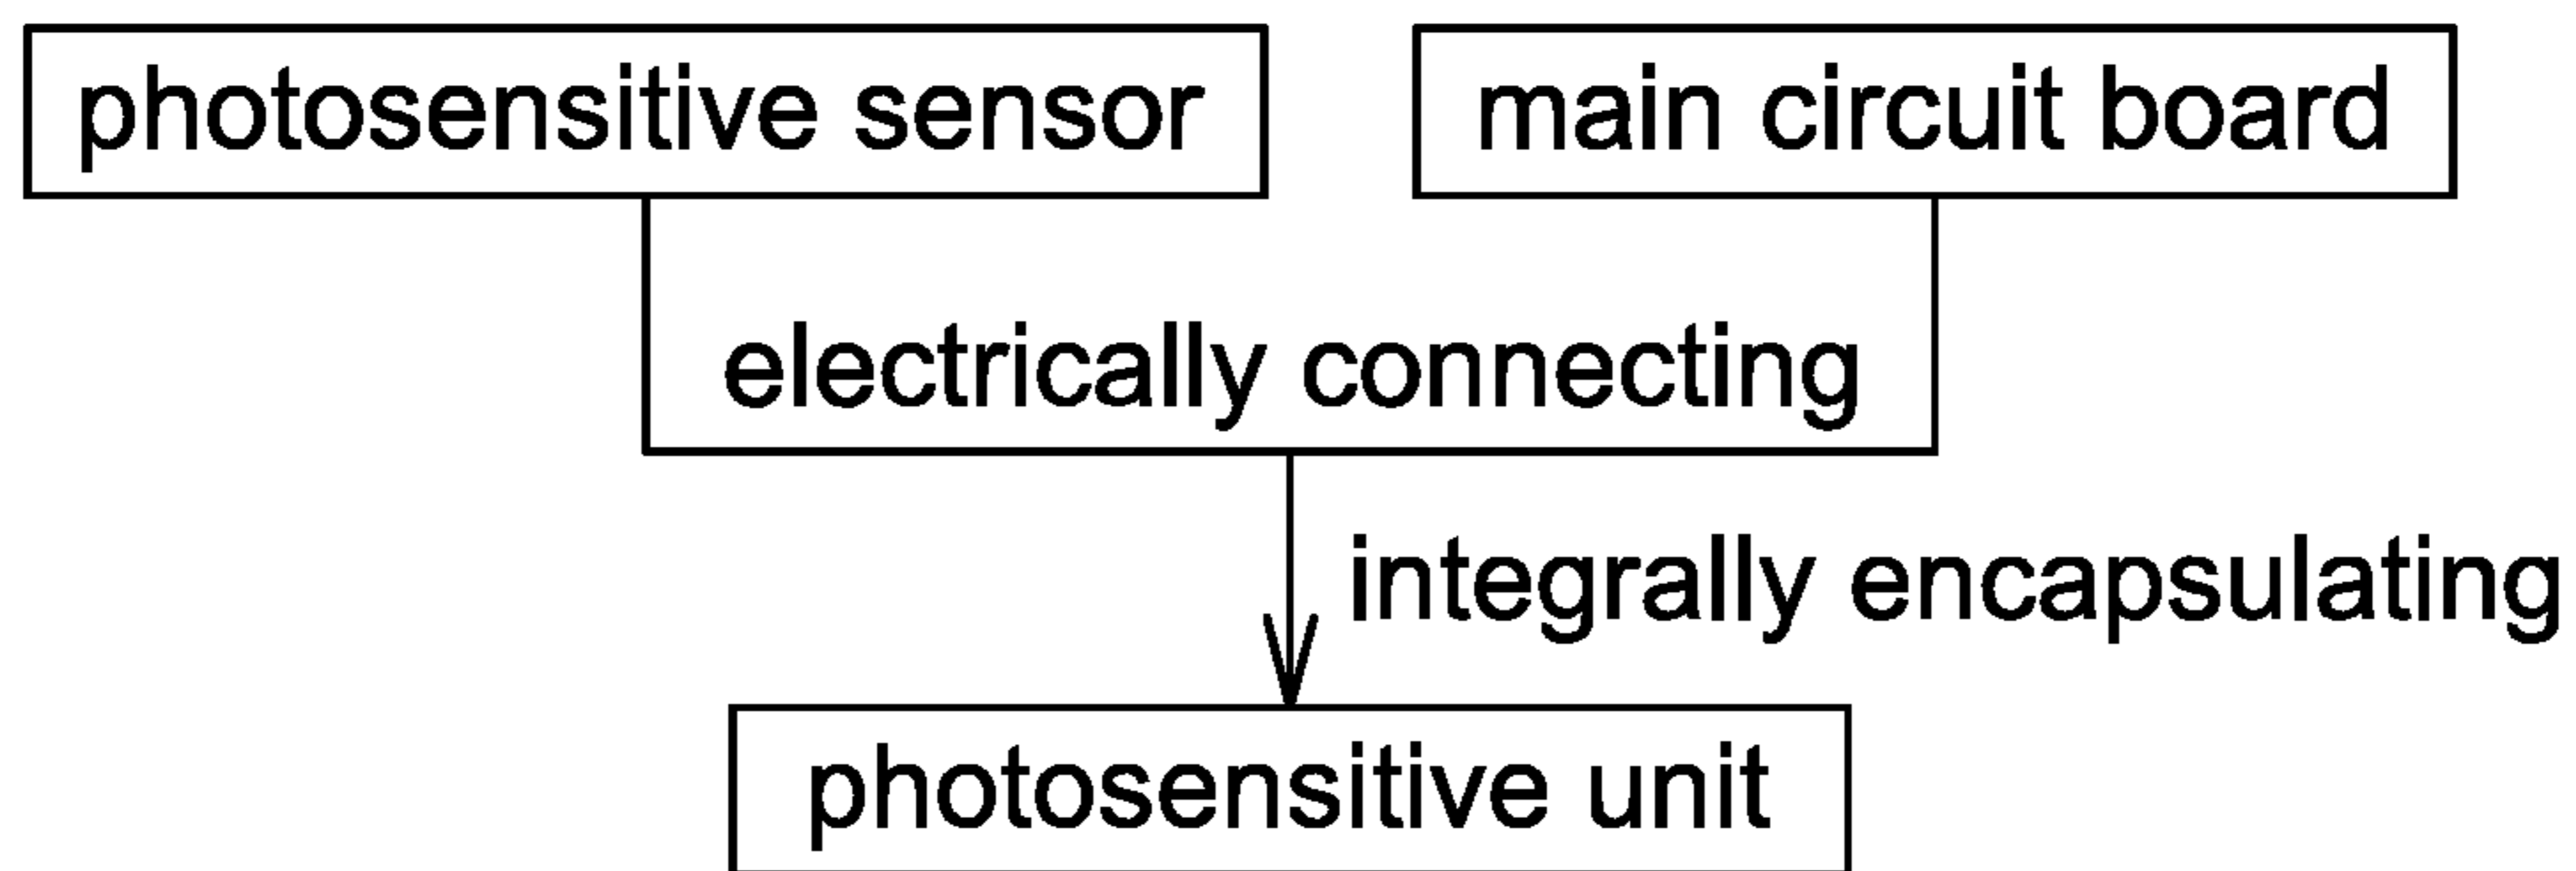 photosensitive sensor
main circuit board
electrically connecting
integrally encapsulating
photosensitive unit